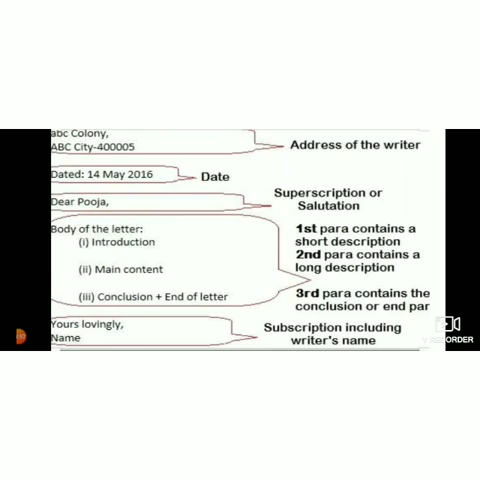 abc Colony,
ABC City-400005
Address of the writer
Dated: 14 May 2016
Date
Superscription or
Salutation
Dear Pooja,
Body of the letter:
(i) Introduction
(ii) Main content
(iii) Conclusion + End of letter
1st para contains a
short description
2nd para contains a
long description
3rd para contains the
conclusion or end par
Yours lovingly,
Name
Subscription including
writer's name